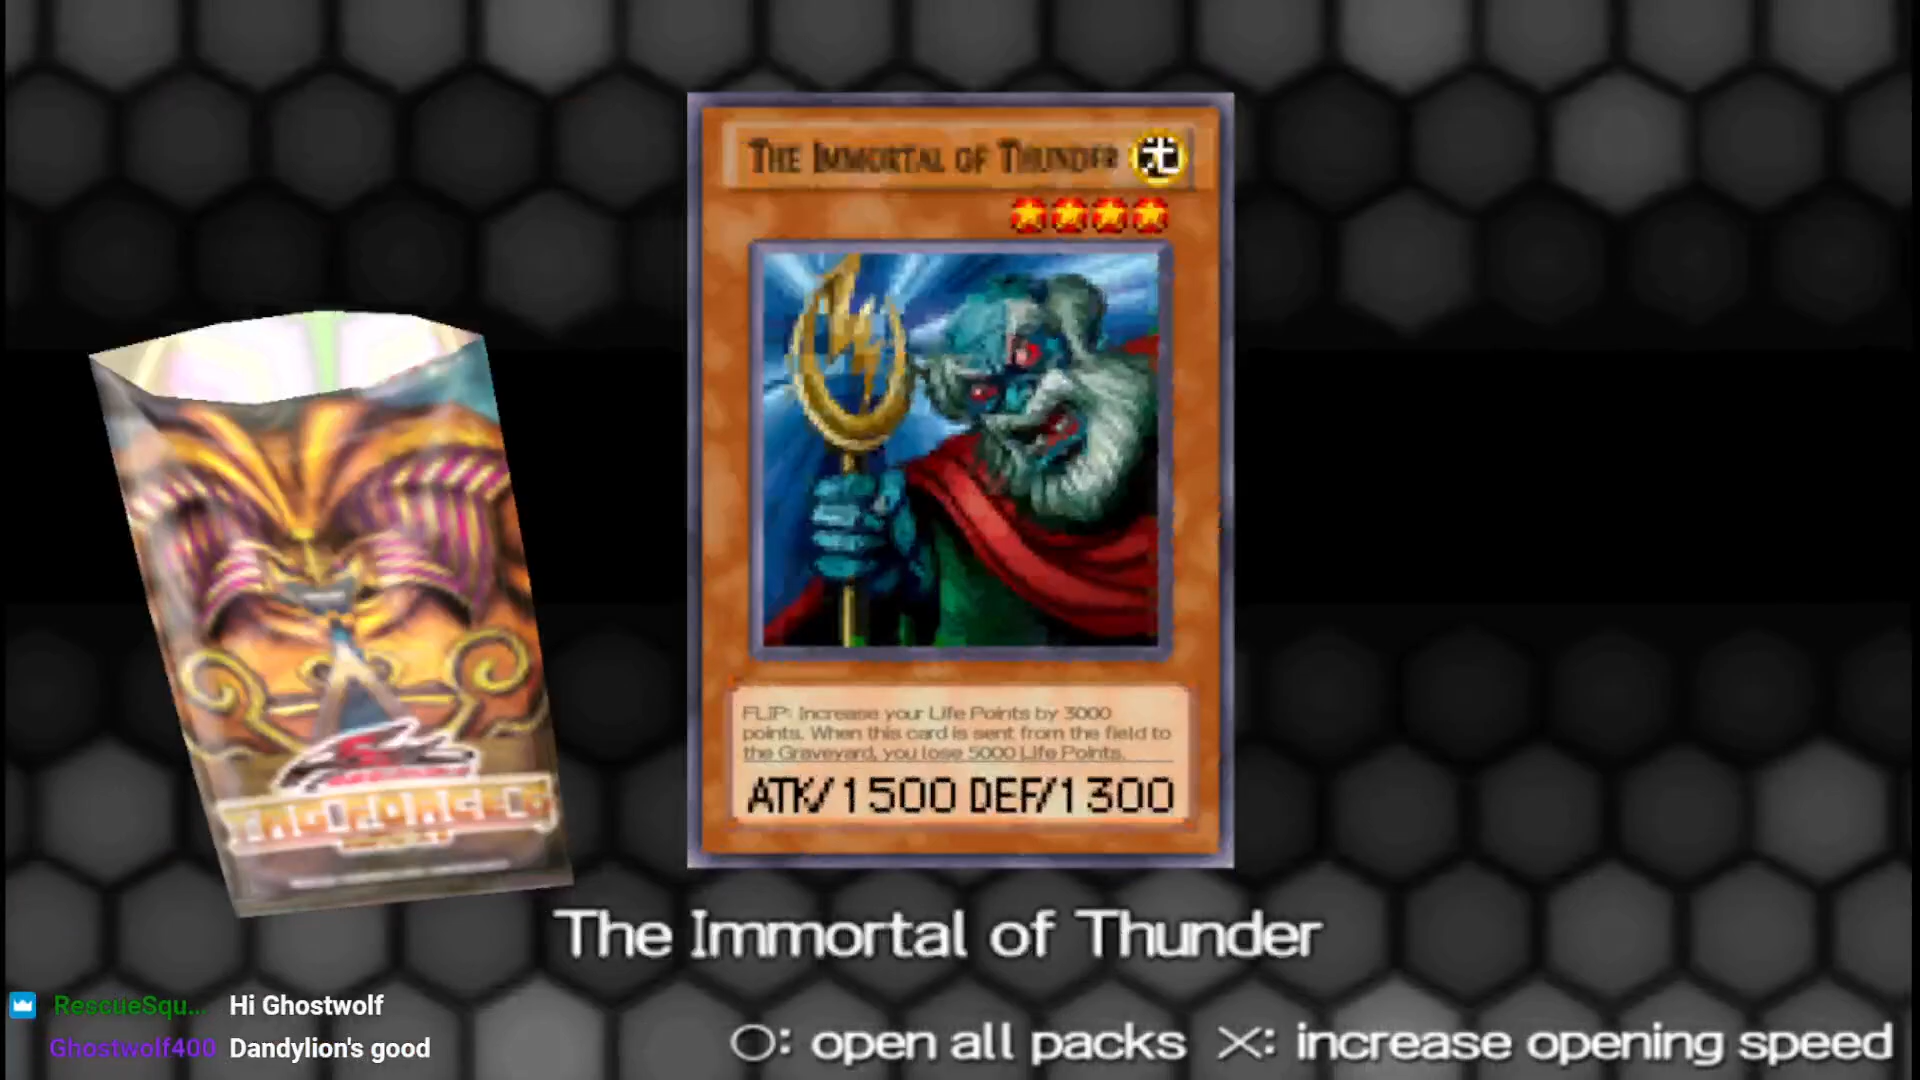 THE IMMORTAL OF THUNDER
FLIP: Increase your Life Points by 3000
points. When this card is sent from the field to
the Graveyard, you lose 5000 Life Points.
ATK/1500 DEF/1300
The Immortal of Thunder
RescueSqu... Hi Ghostwolf
Ghostwolf400 Dandylion's good
O: open all packs X: increase opening speed